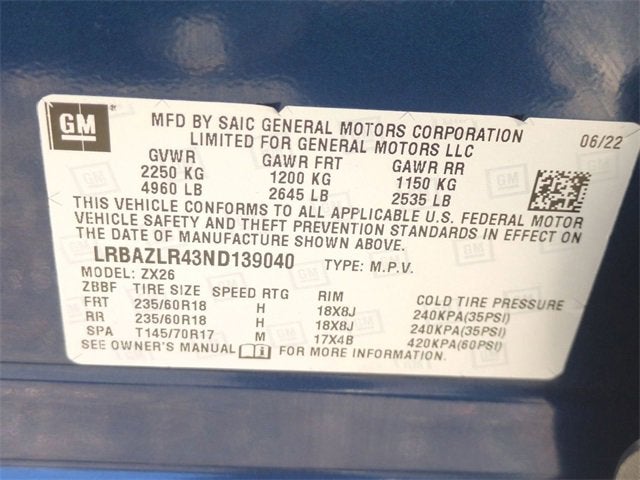 GM
MFD BY SAIC GENERAL MOTORS CORPORATION
LIMITED FOR GENERAL MOTORS LLC
06/22
GVWR GAWR FRT GAWR RR
2250 KG 1200 KG 1150 KG
4960 LB 2645 LB 2535 LB
THIS VEHICLE CONFORMS TO ALL APPLICABLE U.S. FEDERAL MOTOR
VEHICLE SAFETY AND THEFT PREVENTION STANDARDS IN EFFECT ON
THE DATE OF MANUFACTURE SHOWN ABOVE.
LRBAZLR43ND139040 TYPE: M.P.V.
MODEL: ZX26
ZBBF TIRE SIZE SPEED RTG RIM COLD TIRE PRESSURE
FRT 235/60R18 H 18X8J 240KPA(35PSI)
RR 235/60R18 H 18X8J 240KPA(35PSI)
SPA T145/70R17 M 17X4B 420KPA(60PSI)
SEE OWNER'S MANUAL FOR MORE INFORMATION.